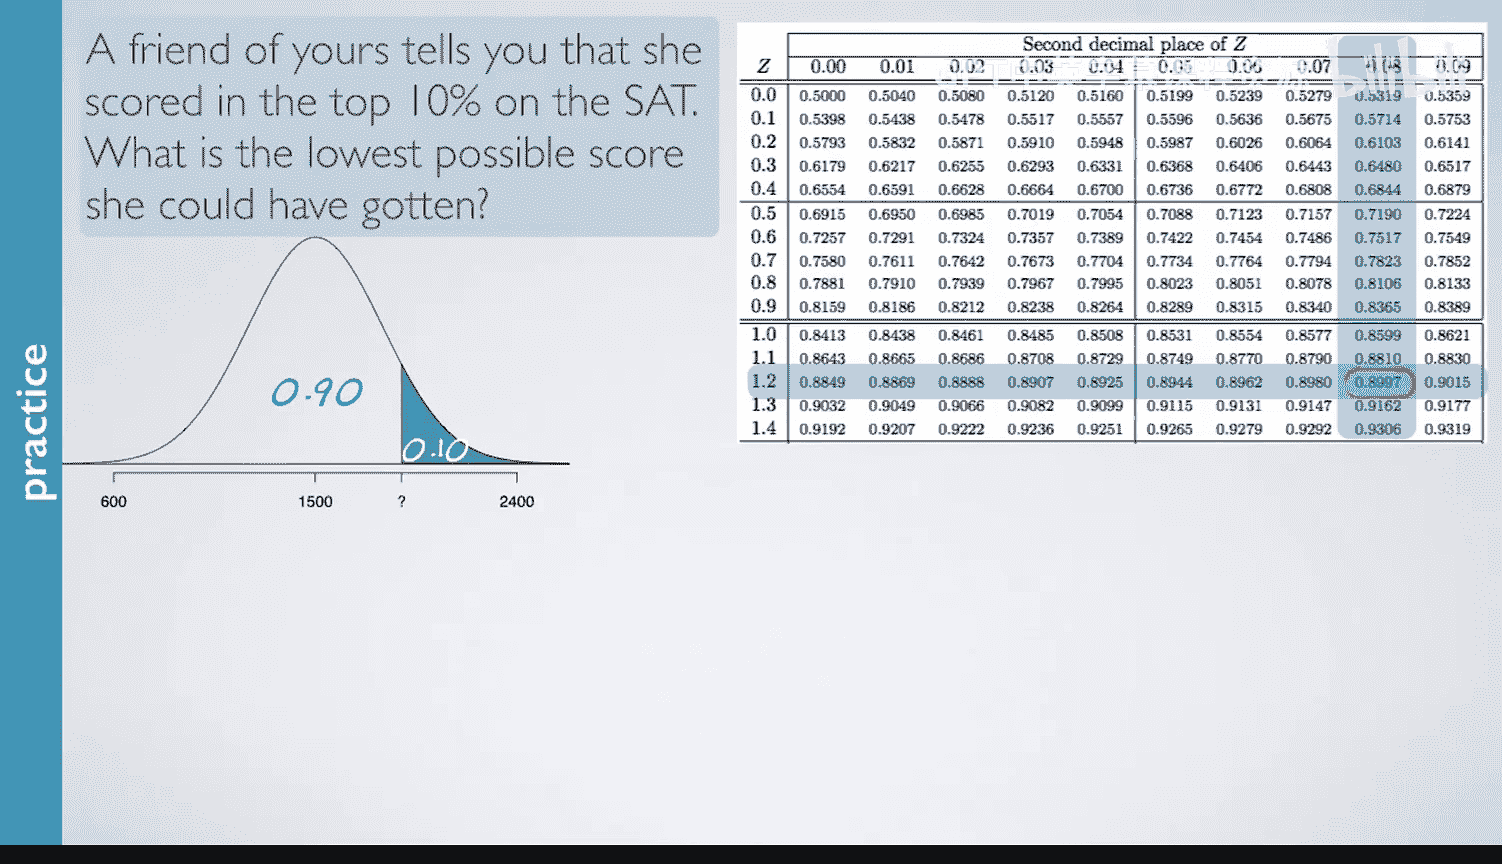 A friend of yours tells you that she
scored in the top 10% on the SAT.
What is the lowest possible score
she could have gotten?
practice
0.90
0.10
600 1500 ? 2400
Second decimal place of Z
Z 0.00 0.01 0.02 0.03 0.04 0.05 0.06 0.07 0.08 0.09
0.0 0.5000 0.5040 0.5080 0.5120 0.5160 0.5199 0.5239 0.5279 0.5319 0.5359
0.1 0.5398 0.5438 0.5478 0.5517 0.5557 0.5596 0.5636 0.5675 0.5714 0.5753
0.2 0.5793 0.5832 0.5871 0.5910 0.5948 0.5987 0.6026 0.6064 0.6103 0.6141
0.3 0.6179 0.6217 0.6255 0.6293 0.6331 0.6368 0.6406 0.6443 0.6480 0.6517
0.4 0.6554 0.6591 0.6628 0.6664 0.6700 0.6736 0.6772 0.6808 0.6844 0.6879
0.5 0.6915 0.6950 0.6985 0.7019 0.7054 0.7088 0.7123 0.7157 0.7190 0.7224
0.6 0.7257 0.7291 0.7324 0.7357 0.7389 0.7422 0.7454 0.7486 0.7517 0.7549
0.7 0.7580 0.7611 0.7642 0.7673 0.7704 0.7734 0.7764 0.7794 0.7823 0.7852
0.8 0.7881 0.7910 0.7939 0.7967 0.7995 0.8023 0.8051 0.8078 0.8106 0.8133
0.9 0.8159 0.8186 0.8212 0.8238 0.8264 0.8289 0.8315 0.8340 0.8365 0.8389
1.0 0.8413 0.8438 0.8461 0.8485 0.8508 0.8531 0.8554 0.8577 0.8599 0.8621
1.1 0.8643 0.8665 0.8686 0.8708 0.8729 0.8749 0.8770 0.8790 0.8810 0.8830
1.2 0.8849 0.8869 0.8888 0.8907 0.8925 0.8944 0.8962 0.8980 0.8997 0.9015
1.3 0.9032 0.9049 0.9066 0.9082 0.9099 0.9115 0.9131 0.9147 0.9162 0.9177
1.4 0.9192 0.9207 0.9222 0.9236 0.9251 0.9265 0.9279 0.9292 0.9306 0.9319